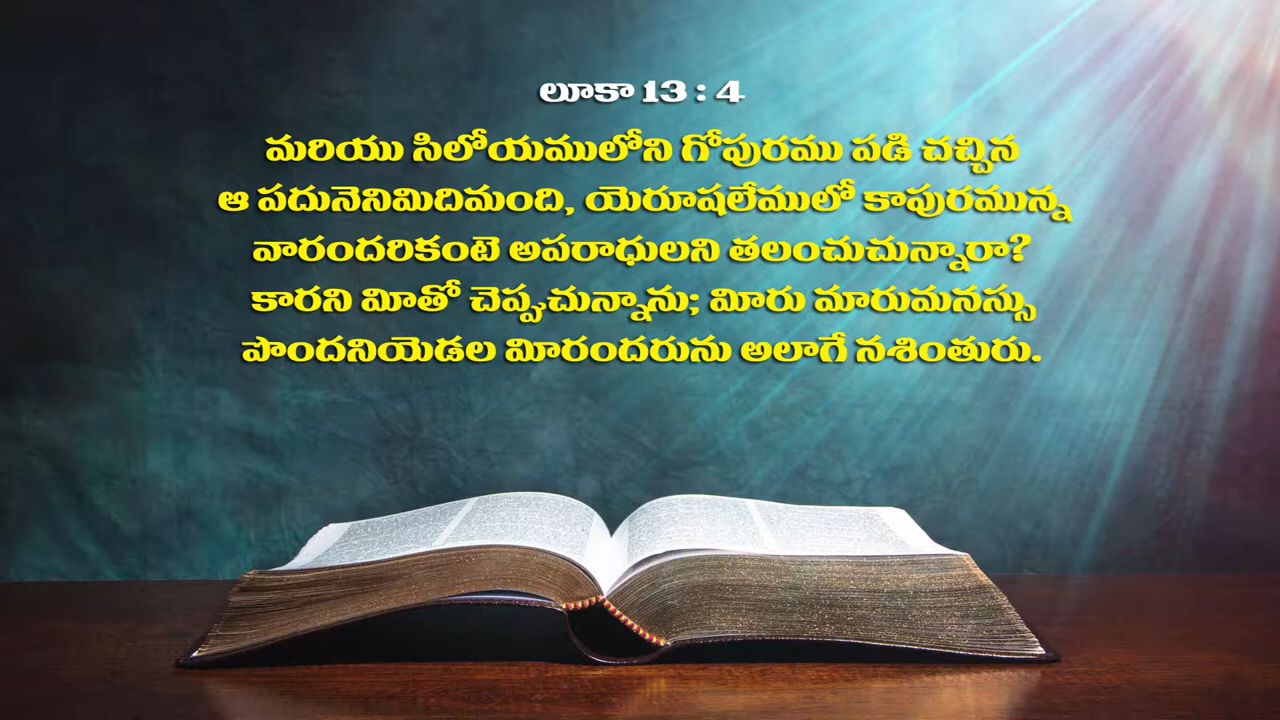 లూకా 13 : 4
మరియు సిలోయములోని గోపురము పడి చచ్చిన
ఆ పదునెనిమిదిమంది, యెరూషలేములో కాపురమున్న
వారందరికంటె అపరాధులని తలంచుచున్నారా?
కారని మీతో చెప్పుచున్నాను; మీరు మారుమనస్సు
పొందనియెడల మీరందరును అలాగే నశింతురు.